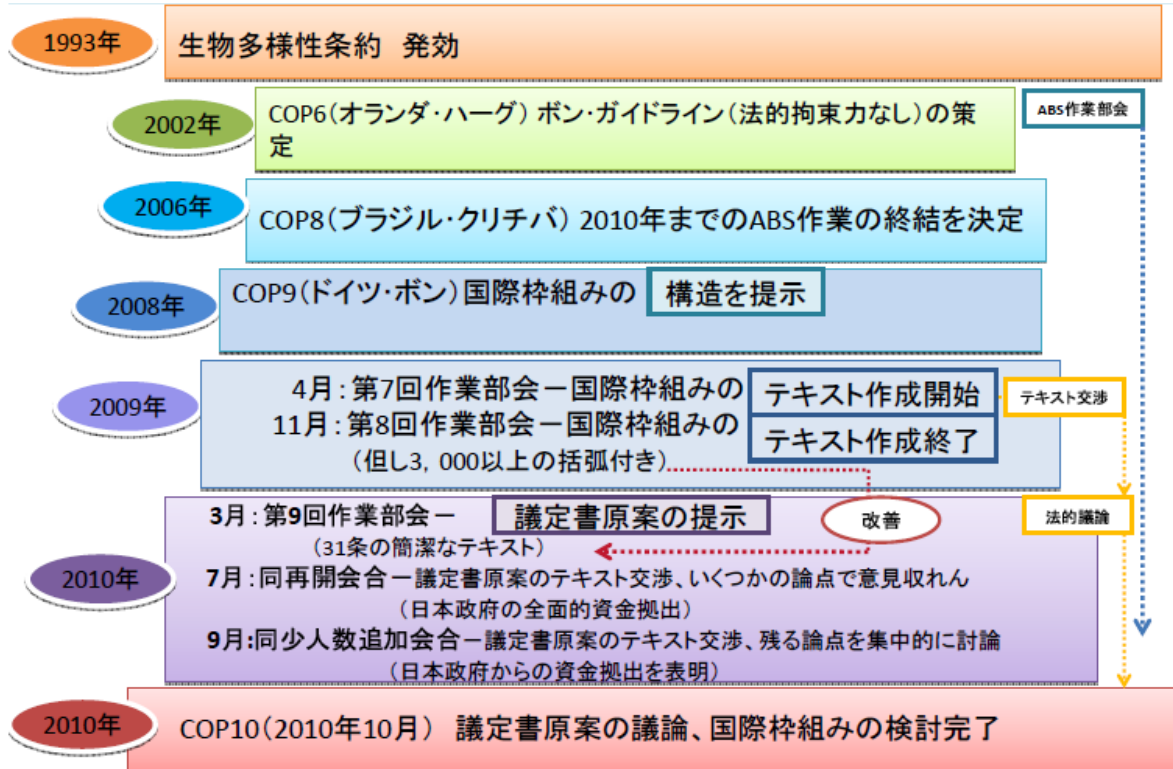 1993年
生物多様性条約 発効
2002年
COP6(オランダ・ハーグ) ボン・ガイドライン(法的拘束力なし)の策
定
ABS作業部会
2006年
COP8(ブラジル・クリチバ) 2010年までのABS作業の終結を決定
2008年
COP9(ドイツ・ボン)国際枠組みの 構造を提示
2009年
4月:第7回作業部会-国際枠組みの テキスト作成開始
テキスト交渉
11月:第8回作業部会-国際枠組みの テキスト作成終了
(但し3,000以上の括弧付き)
2010年
3月:第9回作業部会- 議定書原案の提示
改善
法的議論
(31条の簡潔なテキスト)
7月:同再開会合-議定書原案のテキスト交渉、いくつかの論点で意見収れん
(日本政府の全面的資金拠出)
9月:同少人数追加会合-議定書原案のテキスト交渉、残る論点を集中的に討論
(日本政府からの資金拠出を表明)
2010年
COP10(2010年10月) 議定書原案の議論、国際枠組みの検討完了